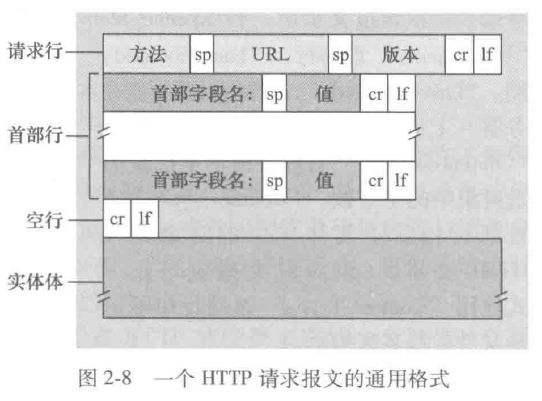 请求行 方法 sp URL sp 版本 cr lf
首部字段名: sp 值 cr lf
首部行
首部字段名: sp 值 cr lf
空行 cr lf
实体体
图 2-8 一个 HTTP 请求报文的通用格式